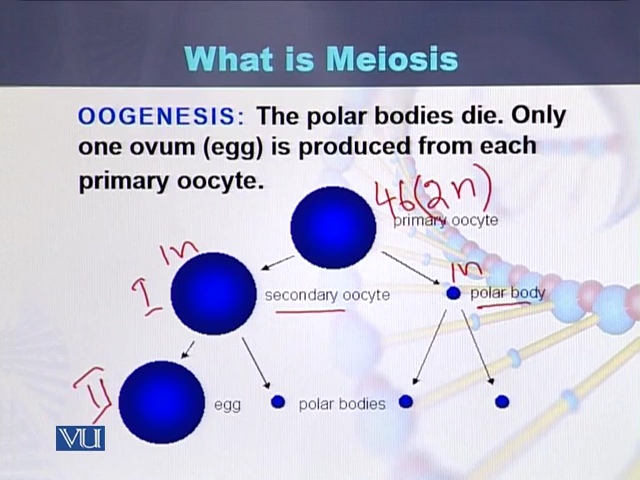 What is Meiosis
OOGENESIS: The polar bodies die. Only
one ovum (egg) is produced from each
primary oocyte.
46(2n)
primary oocyte
1n
1n
I
secondary oocyte
polar body
II
egg
polar bodies
VU